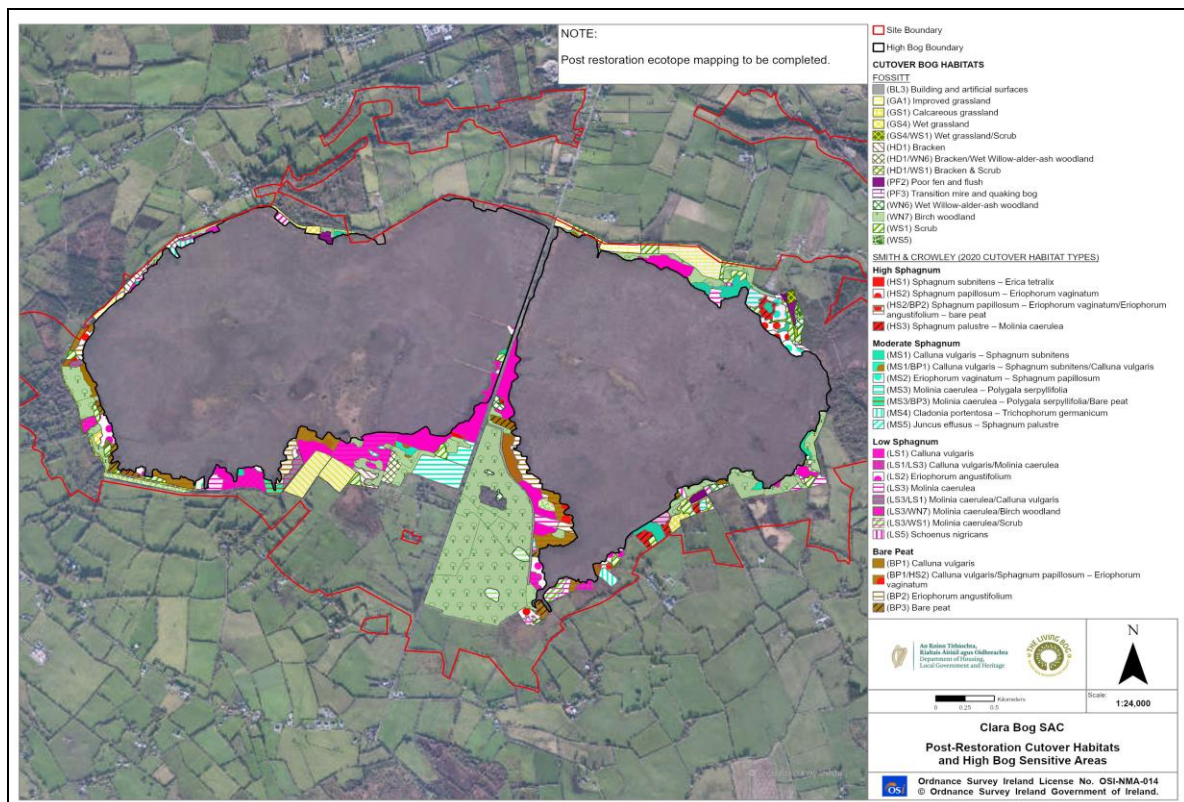 NOTE:
Post restoration ecotope mapping to be completed.
Site Boundary
High Bog Boundary
CUTOVER BOG HABITATS
FOSSITT
(BL3) Building and artificial surfaces
(GA1) Improved grassland
(GS1) Calcareous grassland
(GS4) Wet grassland
(GS4/WS1) Wet grassland/Scrub
(HD1) Bracken
(HD1/WN6) Bracken/Wet Willow-alder-ash woodland
(HD1/WS1) Bracken & Scrub
(PF2) Poor fen and flush
(PF3) Transition mire and quaking bog
(WN6) Wet Willow-alder-ash woodland
(WN7) Birch woodland
(WS1) Scrub
(WS5)
SMITH & CROWLEY (2020 CUTOVER HABITAT TYPES)
High Sphagnum
(HS1) Sphagnum subnitens – Erica tetralix
(HS2) Sphagnum papillosum – Eriophorum vaginatum
(HS2/BP2) Sphagnum papillosum – Eriophorum vaginatum/Eriophorum
angustifolium – bare peat
(HS3) Sphagnum palustre – Molinia caerulea
Moderate Sphagnum
(MS1) Calluna vulgaris – Sphagnum subnitens
(MS1/BP1) Calluna vulgaris – Sphagnum subnitens/Calluna vulgaris
(MS2) Eriophorum vaginatum – Sphagnum papillosum
(MS3) Molinia caerulea – Polygala serpyllifolia
(MS3/BP3) Molinia caerulea – Polygala serpyllifolia/Bare peat
(MS4) Cladonia portentosa – Trichophorum germanicum
(MS5) Juncus effusus – Sphagnum palustre
Low Sphagnum
(LS1) Calluna vulgaris
(LS1/LS3) Calluna vulgaris/Molinia caerulea
(LS2) Eriophorum angustifolium
(LS3) Molinia caerulea
(LS3/LS1) Molinia caerulea/Calluna vulgaris
(LS3/WN7) Molinia caerulea/Birch woodland
(LS3/WS1) Molinia caerulea/Scrub
(LS5) Schoenus nigricans
Bare Peat
(BP1) Calluna vulgaris
(BP1/HS2) Calluna vulgaris/Sphagnum papillosum – Eriophorum
vaginatum
(BP2) Eriophorum angustifolium
(BP3) Bare peat
An Roinn Tithíochta,
Rialtais Áitiúil agus Oidhreachta
Department of Housing,
Local Government and Heritage
THE LIVING BOG
N
Kilometers
0 0.25 0.5
Scale:
1:24,000
Clara Bog SAC
Post-Restoration Cutover Habitats
and High Bog Sensitive Areas
OSi
Ordnance Survey Ireland License No. OSI-NMA-014
© Ordnance Survey Ireland Government of Ireland.